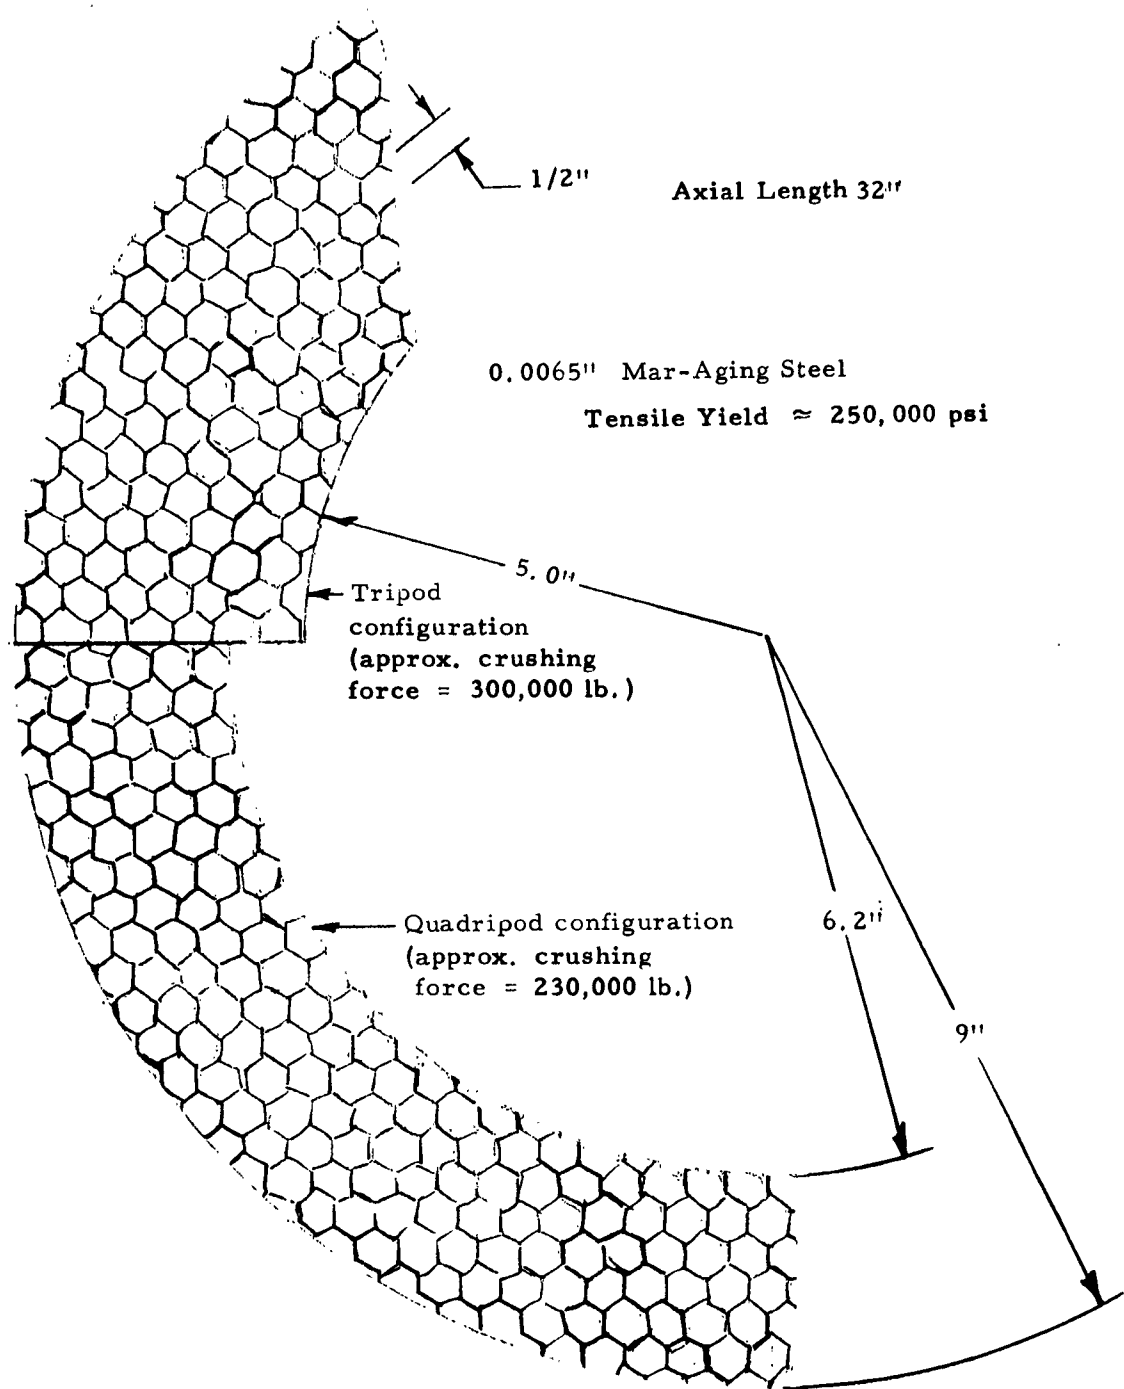 1/2"
Axial Length 32"
0.0065" Mar-Aging Steel
Tensile Yield ≈ 250,000 psi
5.0"
Tripod
configuration
(approx. crushing
force = 300,000 lb.)
Quadripod configuration
(approx. crushing
force = 230,000 lb.)
6.2"
9"